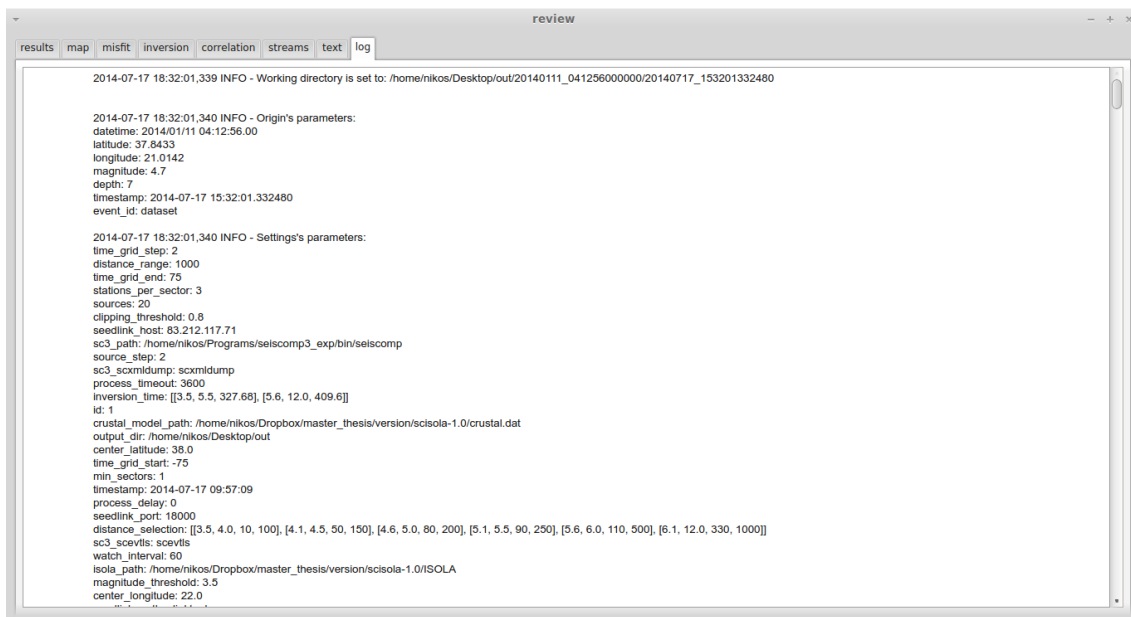 review
results map misfit inversion correlation streams text log
2014-07-17 18:32:01,339 INFO - Working directory is set to: /home/nikos/Desktop/out/20140111_041256000000/20140717_153201332480
2014-07-17 18:32:01,340 INFO - Origin's parameters:
datetime: 2014/01/11 04:12:56.00
latitude: 37.8433
longitude: 21.0142
magnitude: 4.7
depth: 7
timestamp: 2014-07-17 15:32:01.332480
event_id: dataset
2014-07-17 18:32:01,340 INFO - Settings's parameters:
time_grid_step: 2
distance_range: 1000
time_grid_end: 75
stations_per_sector: 3
sources: 20
clipping_threshold: 0.8
seedlink_host: 83.212.117.71
sc3_path: /home/nikos/Programs/seiscomp3_exp/bin/seiscomp
source_step: 2
sc3_scxmldump: scxmldump
process_timeout: 3600
inversion_time: [[3.5, 5.5, 327.68], [5.6, 12.0, 409.6]]
id: 1
crustal_model_path: /home/nikos/Dropbox/master_thesis/version/scisola-1.0/crustal.dat
output_dir: /home/nikos/Desktop/out
center_latitude: 38.0
time_grid_start: -75
min_sectors: 1
timestamp: 2014-07-17 09:57:09
process_delay: 0
seedlink_port: 18000
distance_selection: [[3.5, 4.0, 10, 100], [4.1, 4.5, 50, 150], [4.6, 5.0, 80, 200], [5.1, 5.5, 90, 250], [5.6, 6.0, 110, 500], [6.1, 12.0, 330, 1000]]
sc3_scevtls: scevtls
watch_interval: 60
isola_path: /home/nikos/Dropbox/master_thesis/version/scisola-1.0/ISOLA
magnitude_threshold: 3.5
center_longitude: 22.0